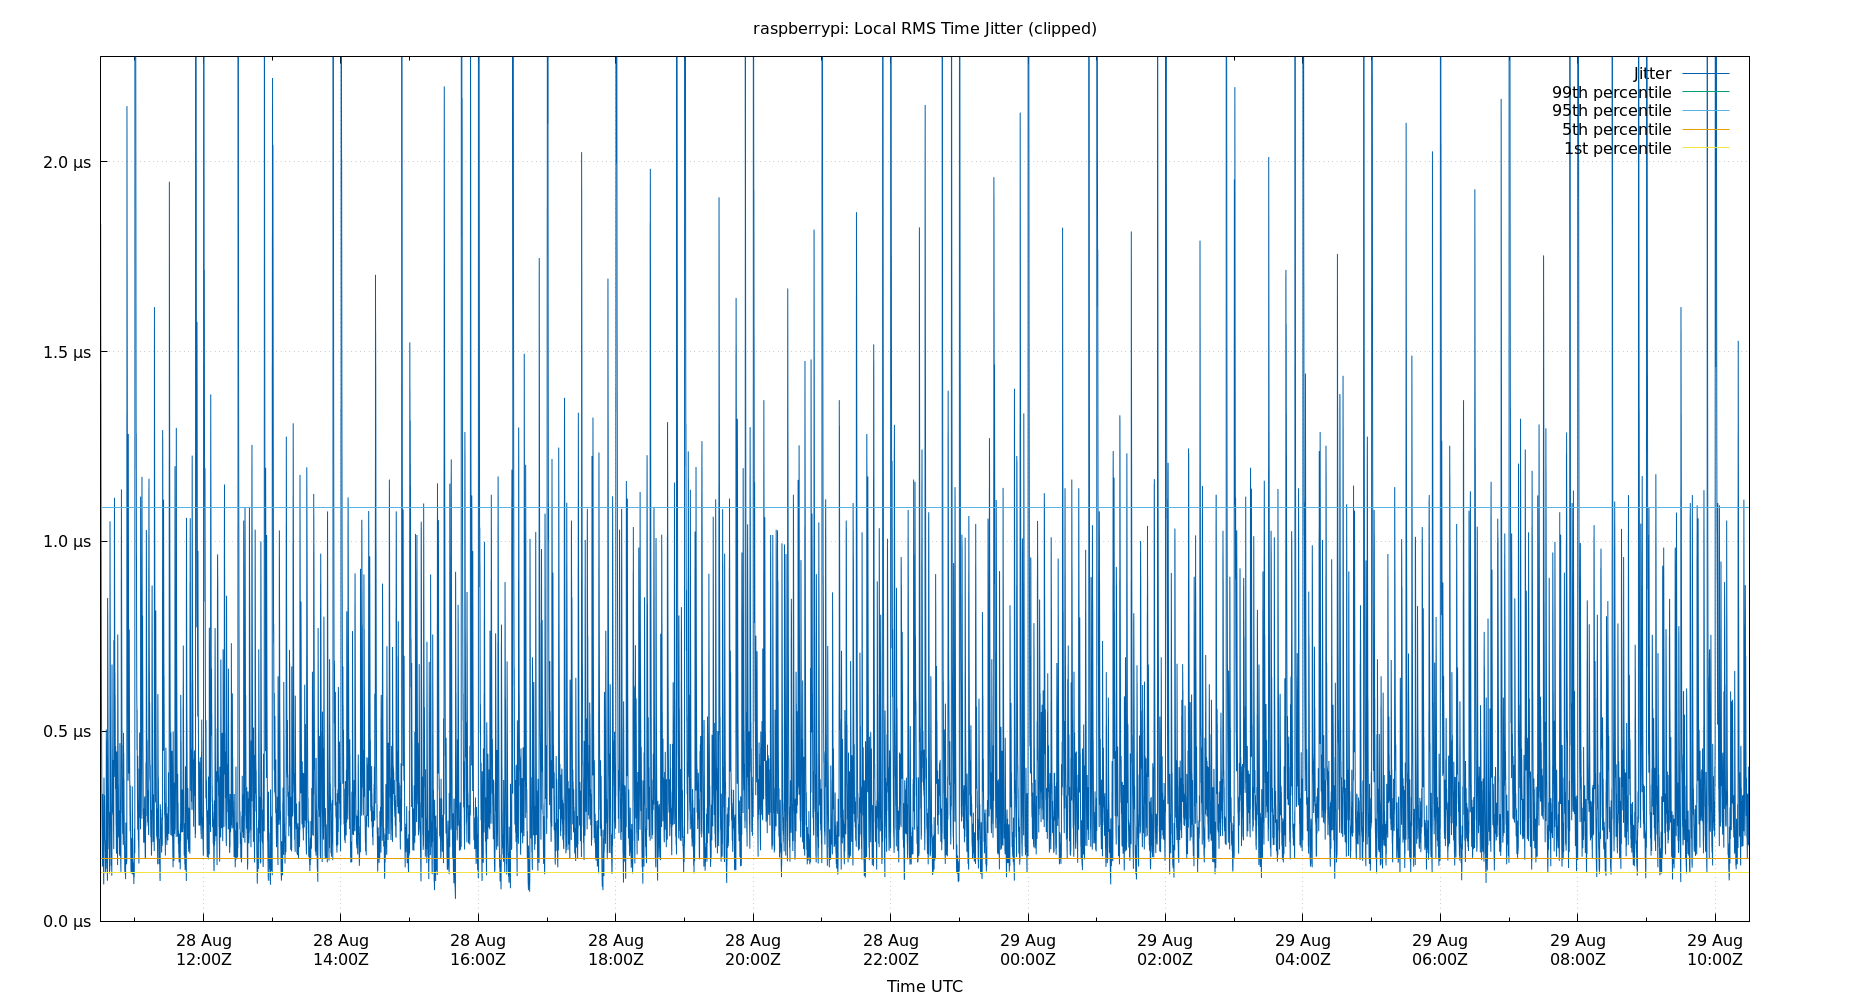 raspberrypi: Local RMS Time Jitter (clipped)
Jitter
99th percentile
95th percentile
5th percentile
1st percentile
2.0 µs
1.5 µs
1.0 µs
0.5 µs
0.0 µs
28 Aug 28 Aug 28 Aug 28 Aug 28 Aug 28 Aug 29 Aug 29 Aug 29 Aug 29 Aug 29 Aug 29 Aug
12:00Z 14:00Z 16:00Z 18:00Z 20:00Z 22:00Z 00:00Z 02:00Z 04:00Z 06:00Z 08:00Z 10:00Z
Time UTC